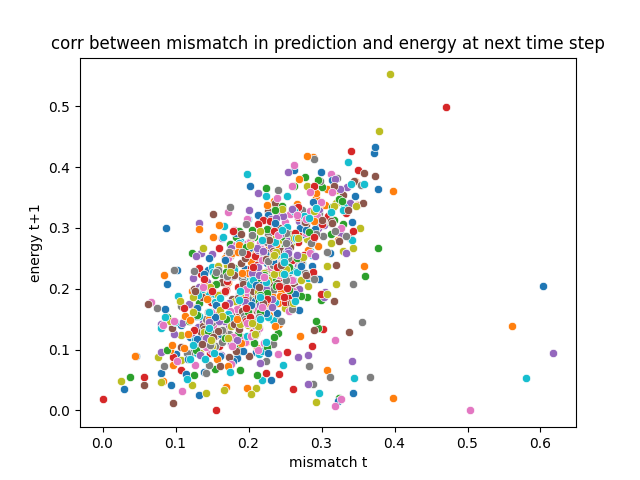 corr between mismatch in prediction and energy at next time step
energy t+1
0.5
0.4
0.3
0.2
0.1
0.0
0.0 0.1 0.2 0.3 0.4 0.5 0.6
mismatch t